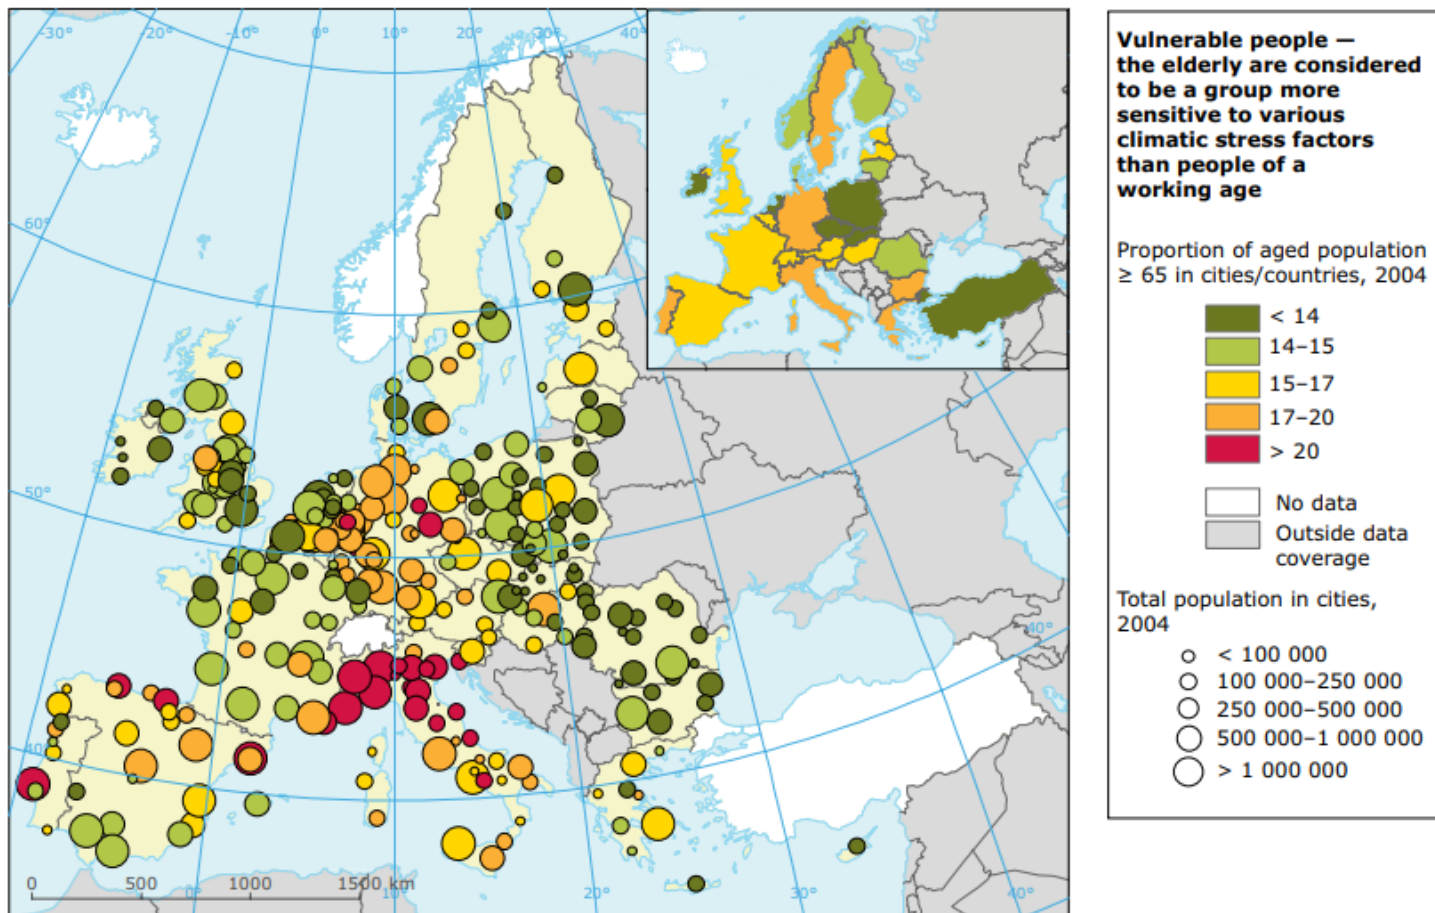 -30°
-20°
-10°
0°
10°
20°
30°
40°
60°
50°
40°
40°
0
500
1000
1500 km
0°
10°
20°
30°
40°
Vulnerable people —
the elderly are considered
to be a group more
sensitive to various
climatic stress factors
than people of a
working age
Proportion of aged population
≥ 65 in cities/countries, 2004
< 14
14–15
15–17
17–20
> 20
No data
Outside data
coverage
Total population in cities,
2004
< 100 000
100 000–250 000
250 000–500 000
500 000–1 000 000
> 1 000 000